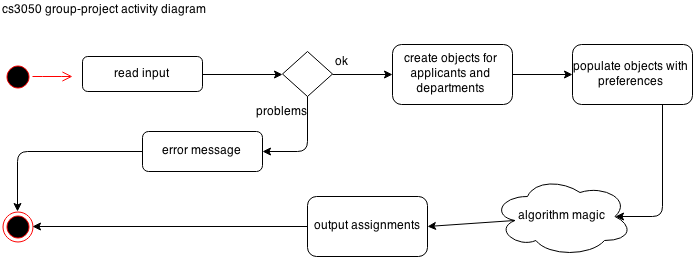 cs3050 group-project activity diagram
read input
ok
create objects for
applicants and
departments
populate objects with
preferences
problems
error message
algorithm magic
output assignments